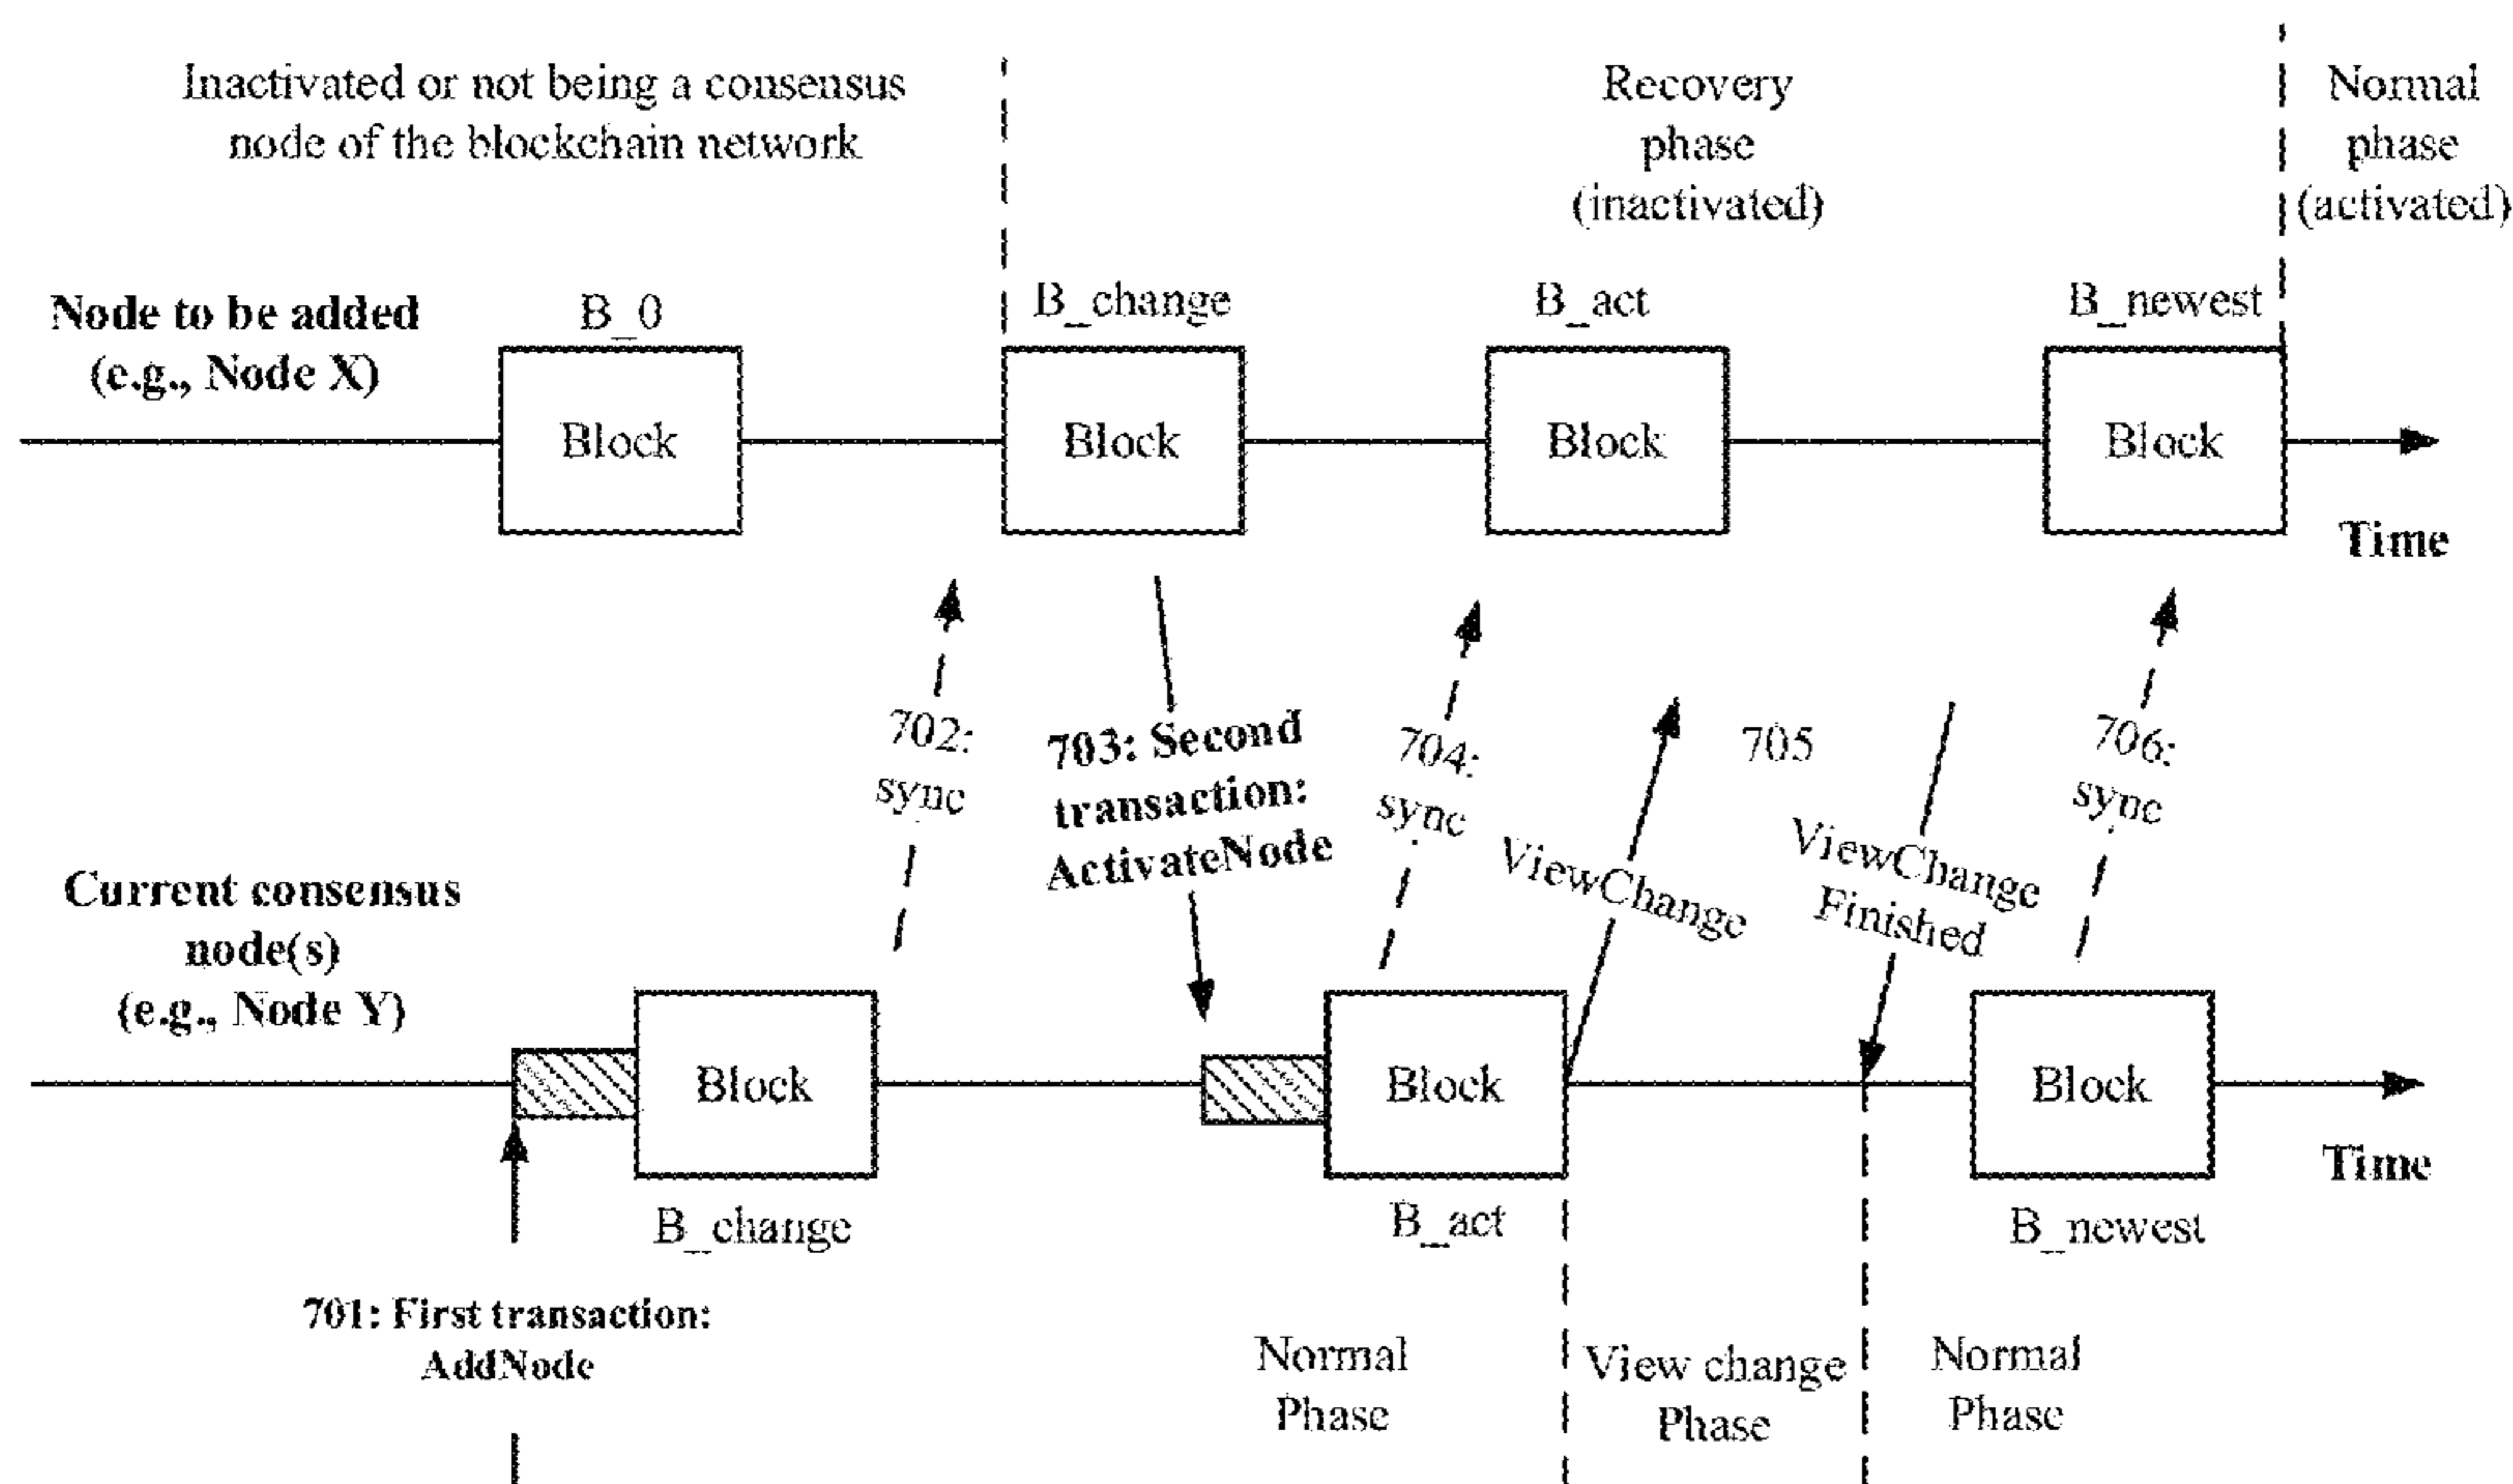 Inactivated or not being a consensus
node of the blockchain network
Recovery
phase
(inactivated)
Normal
phase
(activated)
Node to be added
(e.g., Node X)
B_0
B_change
B_act
B_newest
Block
Block
Block
Block
Time
702:
sync
703: Second
transaction:
ActivateNode
704:
sync
ViewChange
705
ViewChange
Finished
706:
sync
Current consensus
node(s)
(e.g., Node Y)
Block
Block
Block
Time
B_change
B_act
B_newest
701: First transaction:
AddNode
Normal
Phase
View change
Phase
Normal
Phase